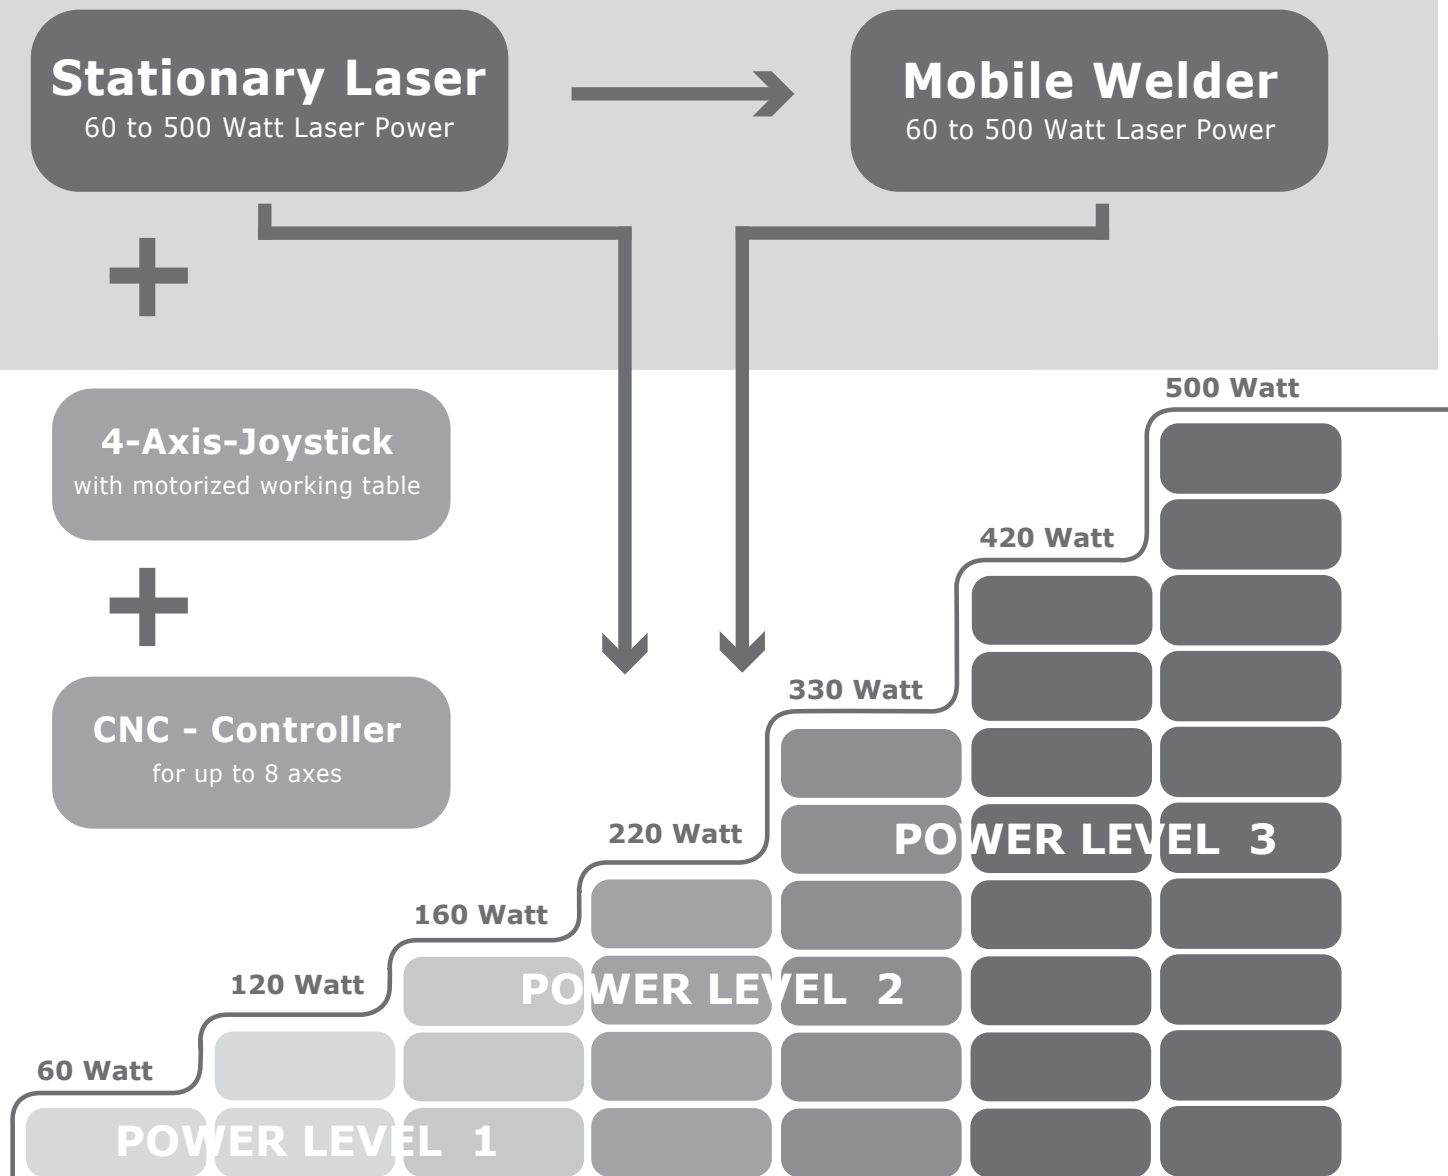 Stationary Laser
60 to 500 Watt Laser Power
Mobile Welder
60 to 500 Watt Laser Power
4-Axis-Joystick
with motorized working table
CNC - Controller
for up to 8 axes
500 Watt
420 Watt
330 Watt
220 Watt
160 Watt
120 Watt
60 Watt
POWER LEVEL 3
POWER LEVEL 2
POWER LEVEL 1